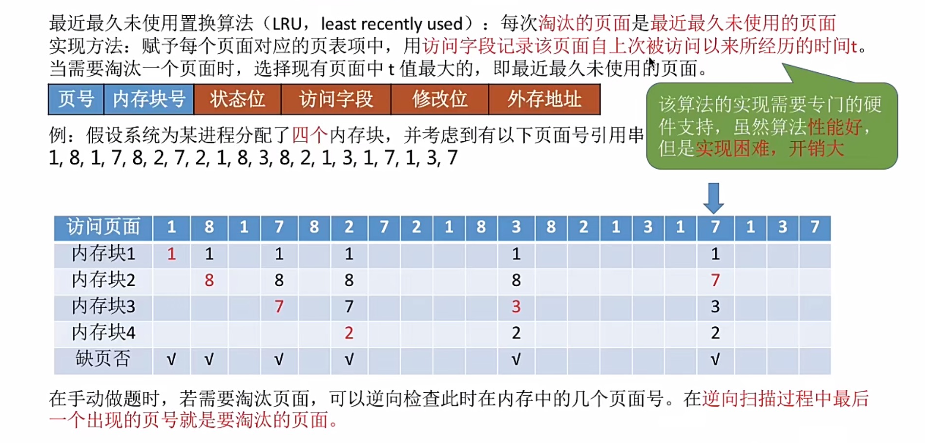 最近最久未使用置换算法（LRU，least recently used）：每次淘汰的页面是最近最久未使用的页面
实现方法：赋予每个页面对应的页表项中，用访问字段记录该页面自上次被访问以来所经历的时间t。
当需要淘汰一个页面时，选择现有页面中 t 值最大的，即最近最久未使用的页面。
页号 内存块号 状态位 访问字段 修改位 外存地址
该算法的实现需要专门的硬
件支持，虽然算法性能好，
但是实现困难，开销大
例：假设系统为某进程分配了四个内存块，并考虑到有以下页面号引用串
1, 8, 1, 7, 8, 2, 7, 2, 1, 8, 3, 8, 2, 1, 3, 1, 7, 1, 3, 7
访问页面 1 8 1 7 8 2 7 2 1 8 3 8 2 1 3 1 7 1 3 7
内存块1 1 1 1 1 1 1
内存块2 8 8 8 8 7
内存块3 7 7 3 3
内存块4 2 2 2
缺页否 √ √ √ √ √ √
在手动做题时，若需要淘汰页面，可以逆向检查此时在内存中的几个页面号。在逆向扫描过程中最后
一个出现的页号就是要淘汰的页面。